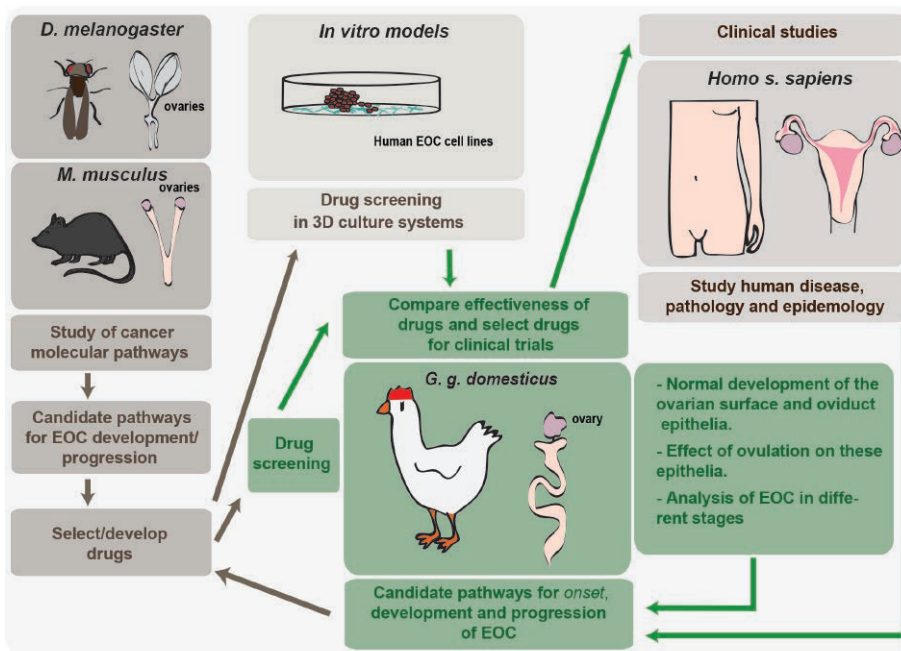 D. melanogaster
ovaries
M. musculus
ovaries
Study of cancer
molecular pathways
Candidate pathways
for EOC development/
progression
Select/develop
drugs
In vitro models
Human EOC cell lines
Drug screening
in 3D culture systems
Drug
screening
Compare effectiveness of
drugs and select drugs
for clinical trials
G. g. domesticus
ovary
Candidate pathways for onset,
development and progression
of EOC
Clinical studies
Homo s. sapiens
Study human disease,
pathology and epidemology
- Normal development of the
ovarian surface and oviduct
epithelia.
- Effect of ovulation on these
epithelia.
- Analysis of EOC in diffe-
rent stages